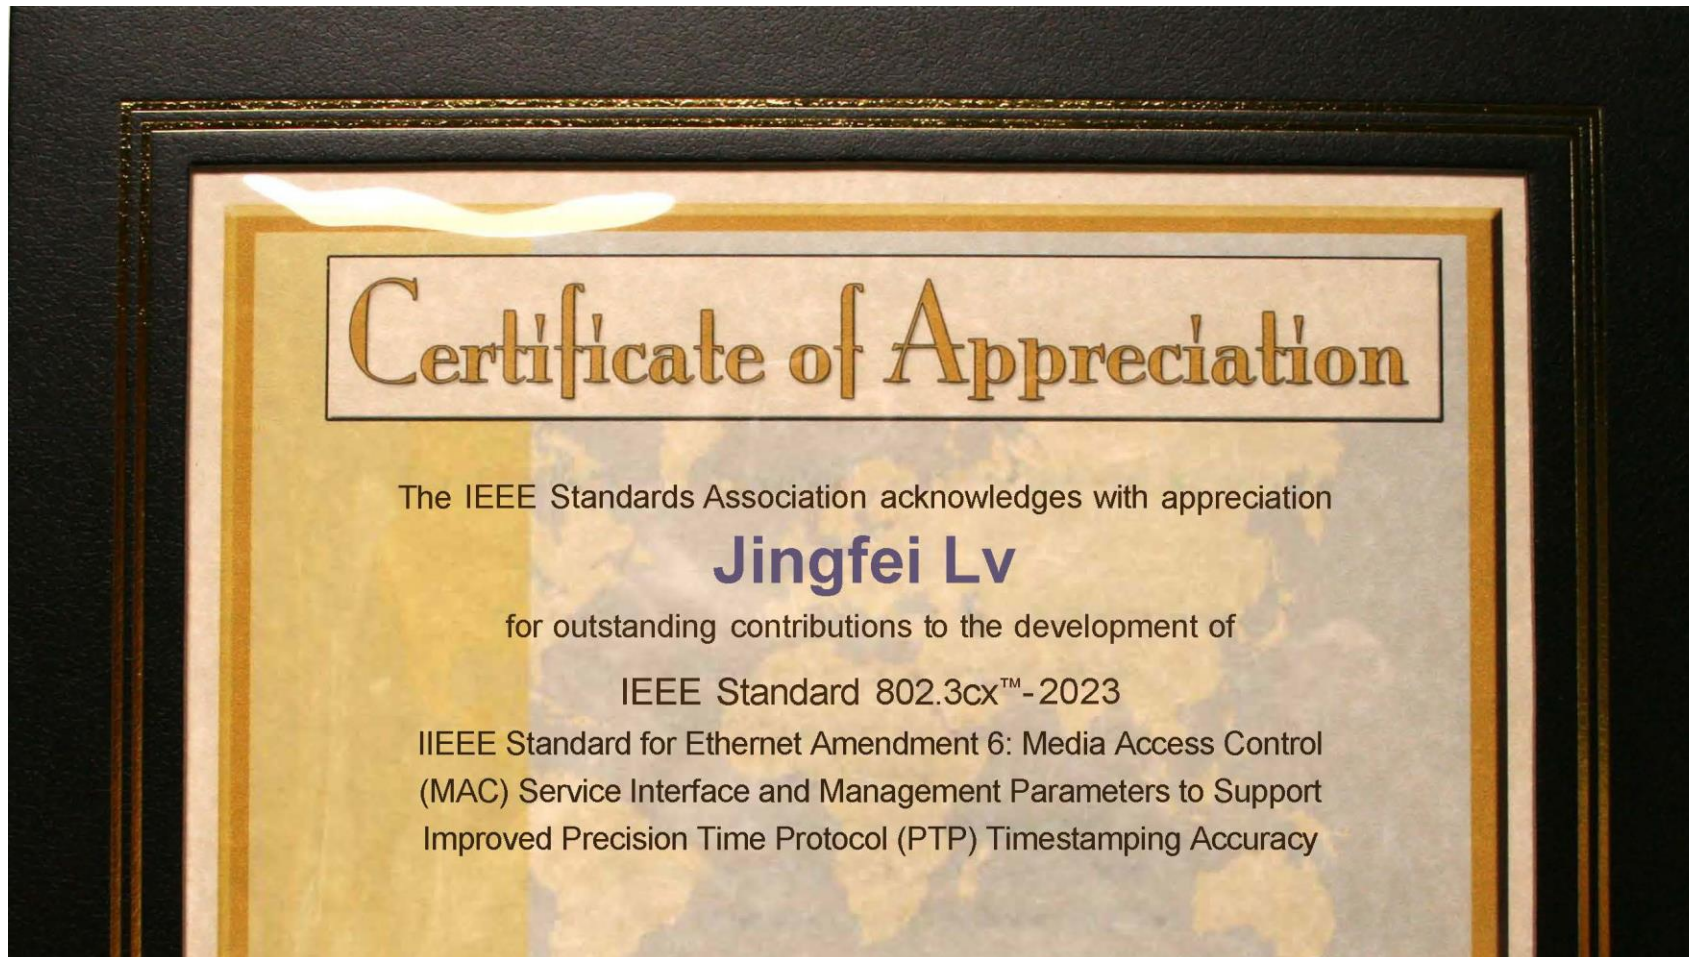 Certificate of Appreciation
The IEEE Standards Association acknowledges with appreciation
Jingfei Lv
for outstanding contributions to the development of
IEEE Standard 802.3cx™-2023
IIEEE Standard for Ethernet Amendment 6: Media Access Control
(MAC) Service Interface and Management Parameters to Support
Improved Precision Time Protocol (PTP) Timestamping Accuracy